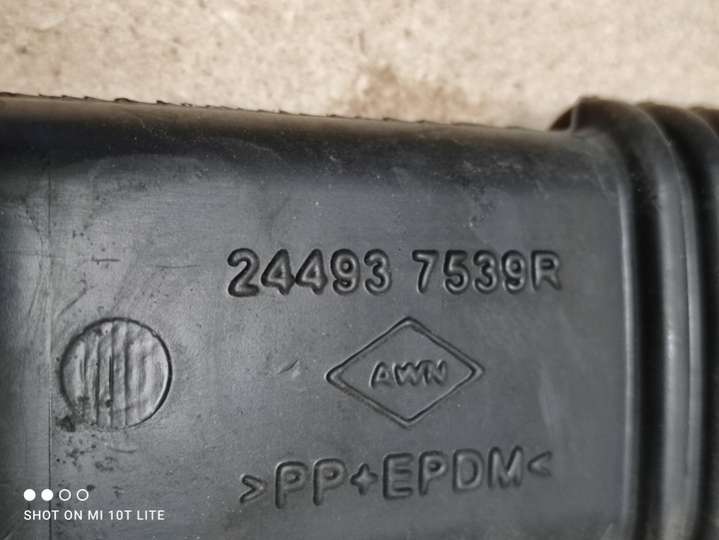 24493 7539R
AWN
>PP+EPDM<
SHOT ON MI 10T LITE